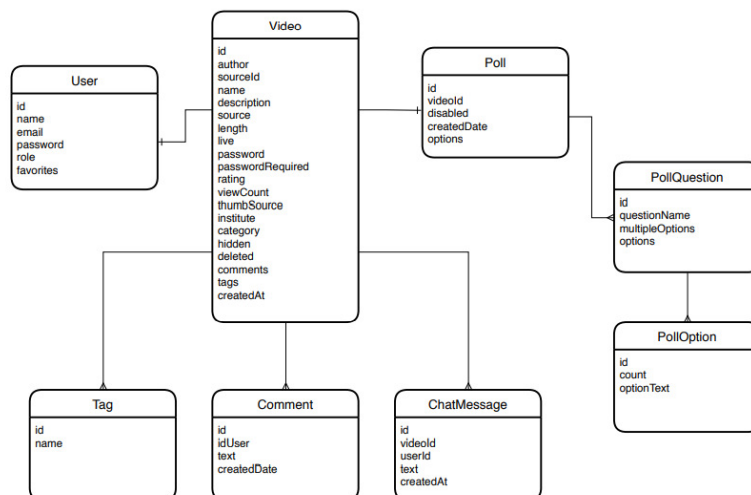 Video
id
author
sourceId
name
description
source
length
live
password
passwordRequired
rating
viewCount
thumbSource
institute
category
hidden
deleted
comments
tags
createdAt
User
id
name
email
password
role
favorites
Poll
id
videoId
disabled
createdDate
options
PollQuestion
id
questionName
multipleOptions
options
PollOption
id
count
optionText
Tag
id
name
Comment
id
idUser
text
createdDate
ChatMessage
id
videoId
userId
text
createdAt